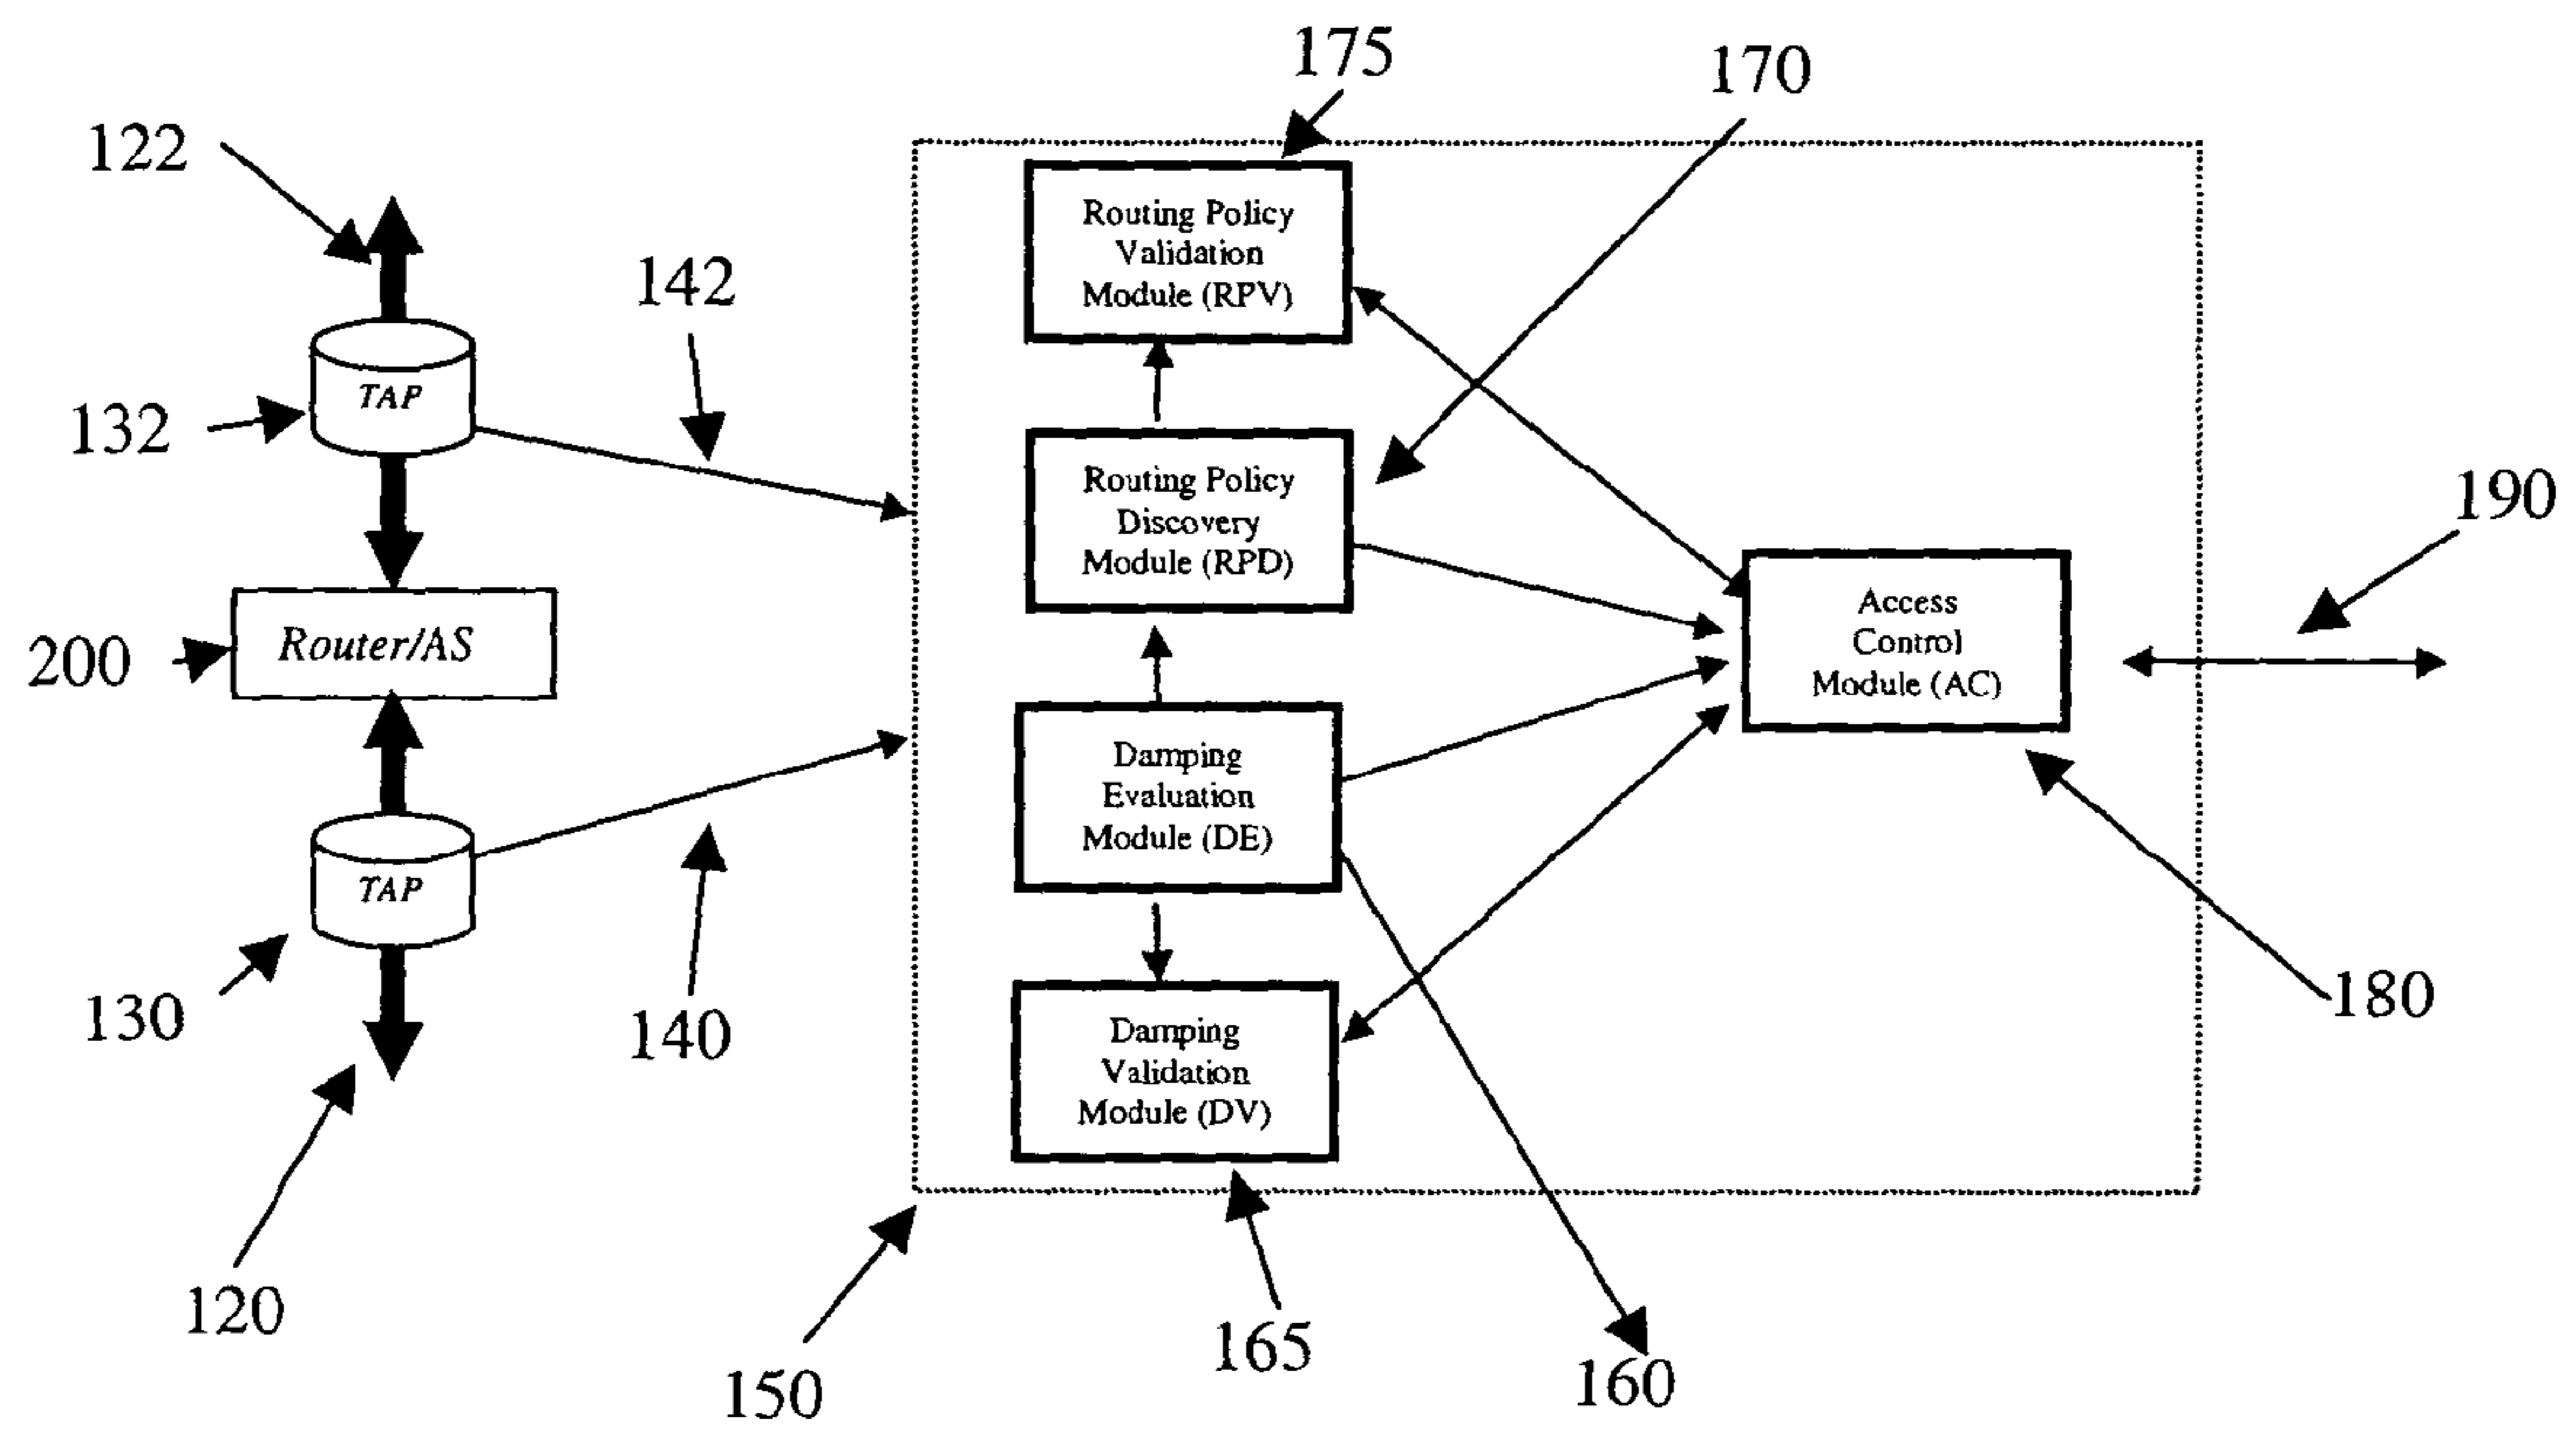 175
170
122
Routing Policy
Validation
Module (RPV)
142
TAP
132
Routing Policy
Discovery
Module (RPD)
190
Access
Control
Module (AC)
Router/AS
200
Damping
Evaluation
Module (DE)
TAP
130
140
180
Damping
Validation
Module (DV)
120
165
150
160